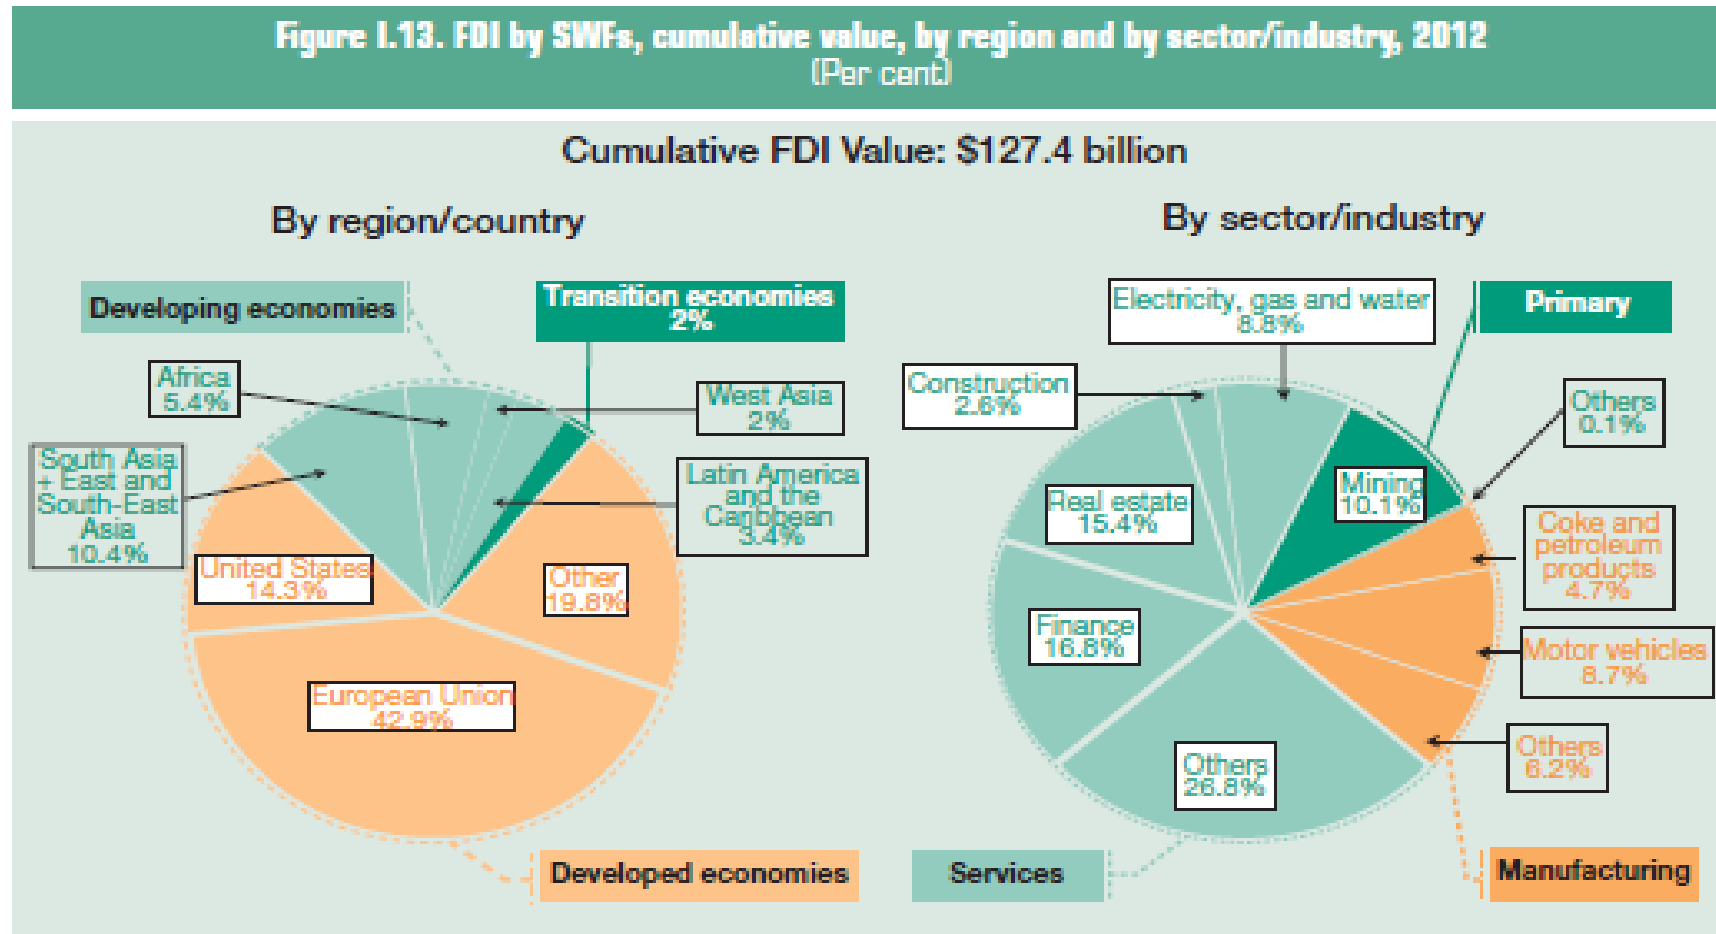 Figure I.13. FDI by SWFs, cumulative value, by region and by sector/industry, 2012
(Per cent)
Cumulative FDI Value: $127.4 billion
By region/country
Developing economies
Transition economies
2%
Africa
5.4%
West Asia
2%
South Asia
+ East and
South-East
Asia
10.4%
Latin America
and the
Caribbean
3.4%
United States
14.3%
Other
19.8%
European Union
42.9%
Developed economies
By sector/industry
Electricity, gas and water
8.8%
Primary
Construction
2.6%
Others
0.1%
Mining
10.1%
Real estate
15.4%
Coke and
petroleum
products
4.7%
Finance
16.8%
Motor vehicles
8.7%
Others
6.2%
Others
26.8%
Services
Manufacturing